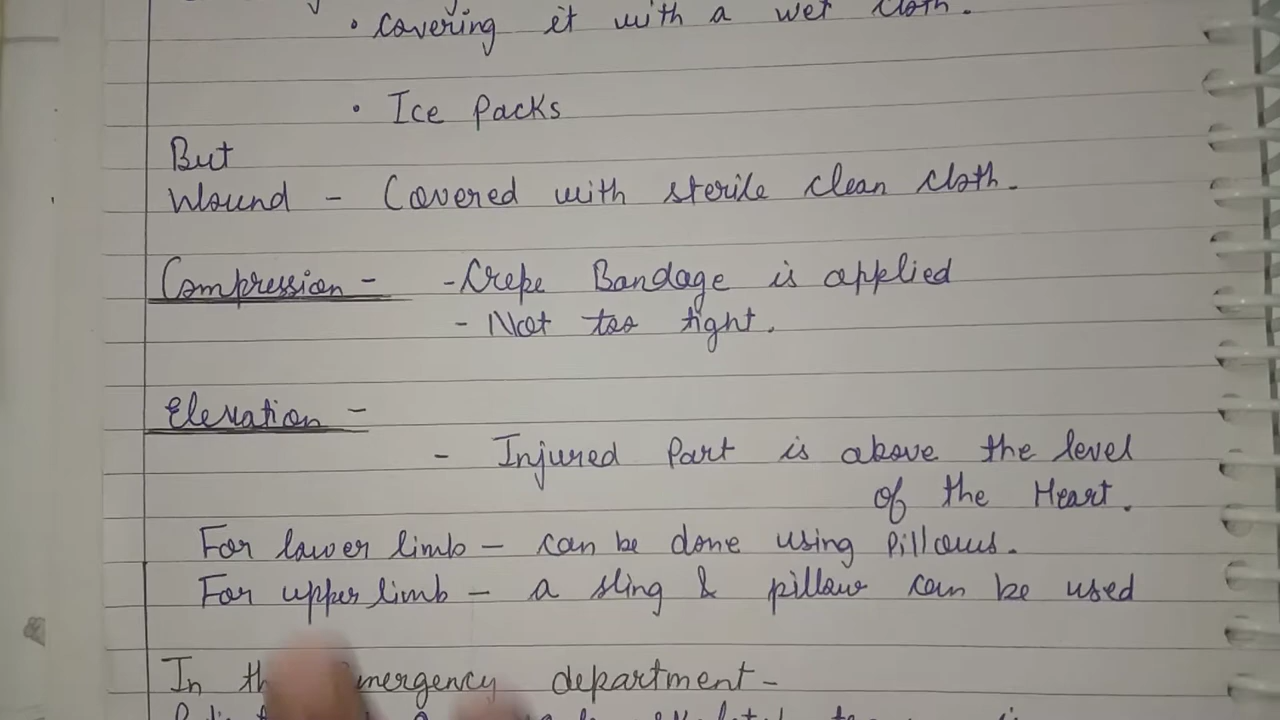 • Covering it with a wet cloth.
• Ice Packs
But
Wound - Covered with sterile clean cloth.
Compression - - Crepe Bandage is applied
- Not too tight.
Elevation -
- Injured Part is above the level
of the Heart.
For lower limb - can be done using Pillows.
For upper limb - a sling & pillow can be used
In department -